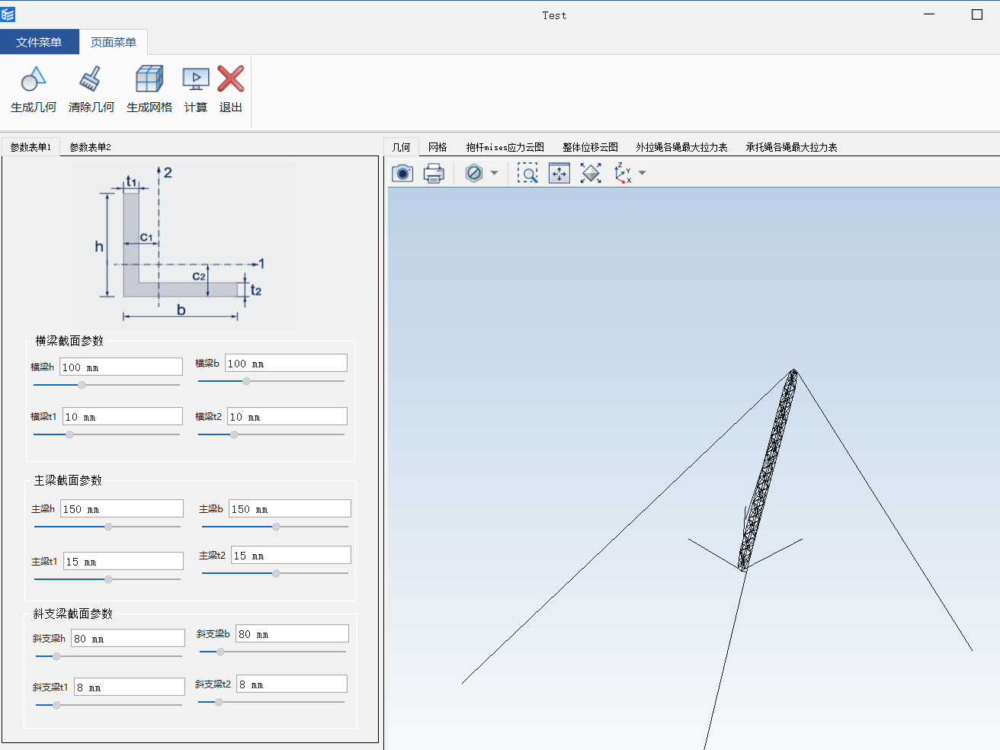 Test
文件菜单 页面菜单
生成几何 清除几何 生成网格 计算 退出
参数表单1 参数表单2
几何 网格 抱杆mises应力云图 整体位移云图 外拉绳各绳最大拉力表 承托绳各绳最大拉力表
Z Y X
t1 2
h c1
1
c2
t2
b
横梁截面参数
横梁h 100 mm 横梁b 100 mm
横梁t1 10 mm 横梁t2 10 mm
主梁截面参数
主梁h 150 mm 主梁b 150 mm
主梁t1 15 mm 主梁t2 15 mm
斜支梁截面参数
斜支梁h 80 mm 斜支梁b 80 mm
斜支梁t1 8 mm 斜支梁t2 8 mm